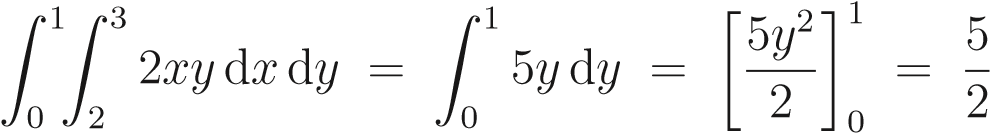 ∫₀¹∫₂³ 2xy dx dy = ∫₀¹ 5y dy = [5y²/2]₀¹ = 5/2